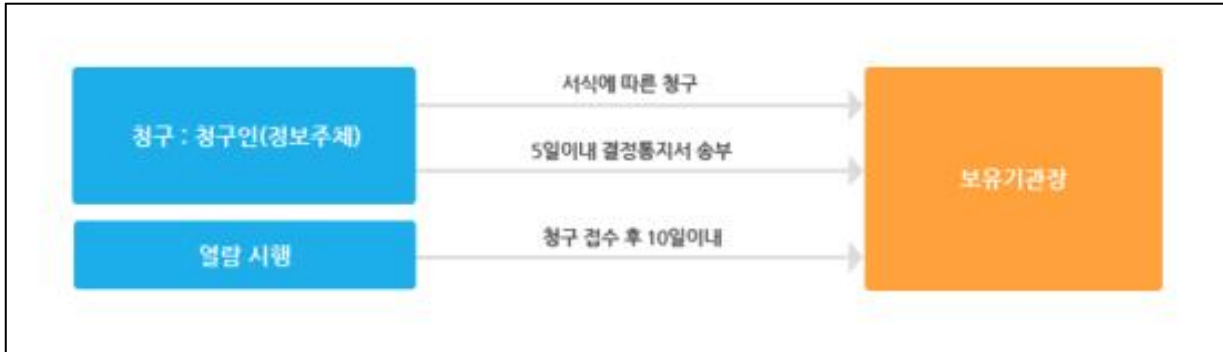 서식에 따른 청구
청구 : 청구인(정보주체)
5일이내 결정통지서 송부
보유기관장
청구 접수 후 10일이내
열람 시행